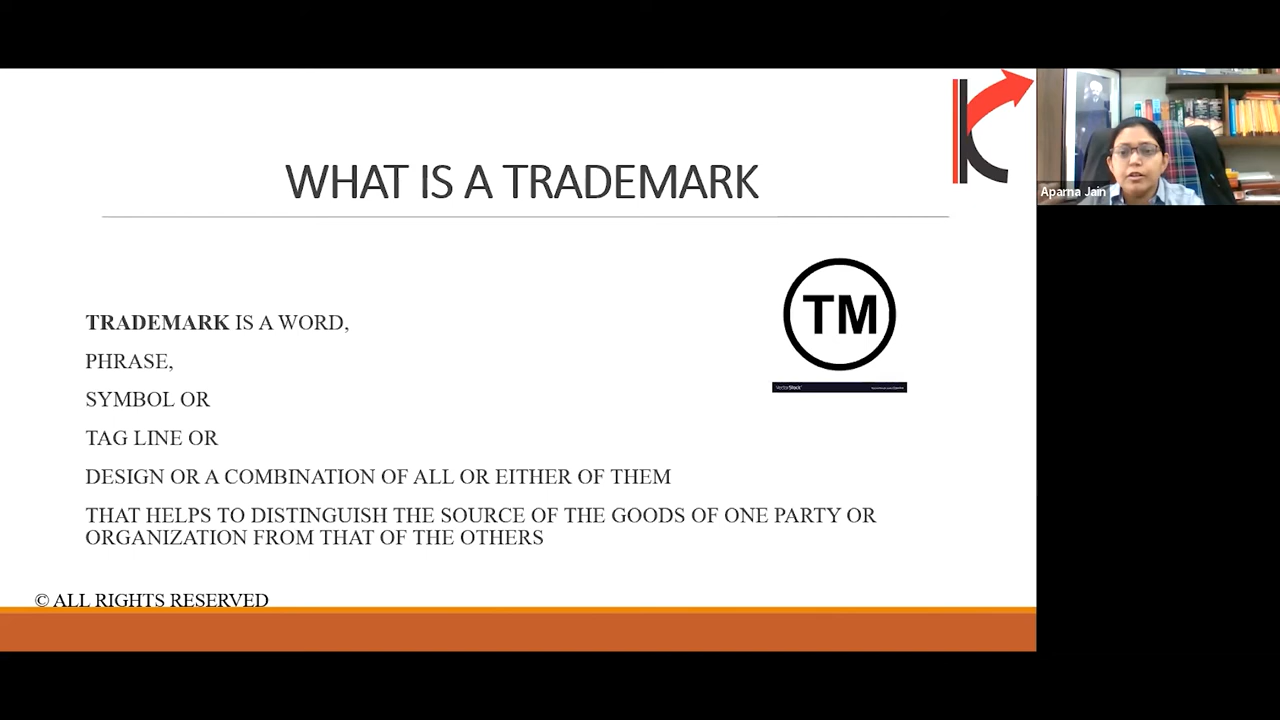 WHAT IS A TRADEMARK
Aparna Jain
TM
TRADEMARK IS A WORD,
PHRASE,
VectorStock
SYMBOL OR
TAG LINE OR
DESIGN OR A COMBINATION OF ALL OR EITHER OF THEM
THAT HELPS TO DISTINGUISH THE SOURCE OF THE GOODS OF ONE PARTY OR
ORGANIZATION FROM THAT OF THE OTHERS
© ALL RIGHTS RESERVED